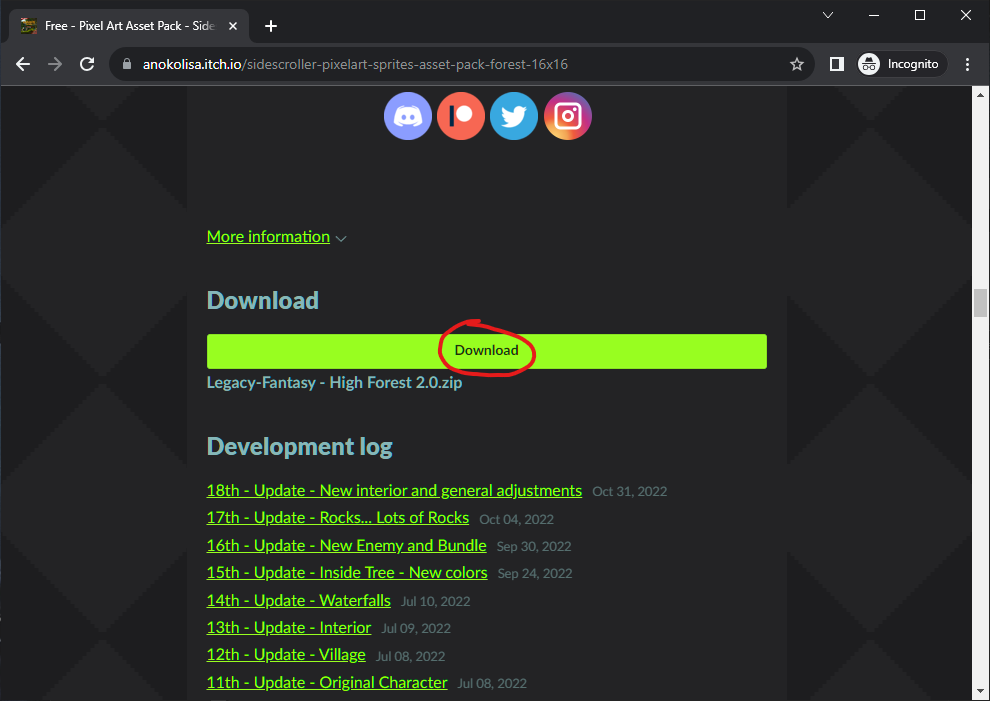 Free - Pixel Art Asset Pack - Side
anokolisa.itch.io/sidescroller-pixelart-sprites-asset-pack-forest-16x16
Incognito
More information
Download
Download
Legacy-Fantasy - High Forest 2.0.zip
Development log
18th - Update - New interior and general adjustments Oct 31, 2022
17th - Update - Rocks... Lots of Rocks Oct 04, 2022
16th - Update - New Enemy and Bundle Sep 30, 2022
15th - Update - Inside Tree - New colors Sep 24, 2022
14th - Update - Waterfalls Jul 10, 2022
13th - Update - Interior Jul 09, 2022
12th - Update - Village Jul 08, 2022
11th - Update - Original Character Jul 08, 2022